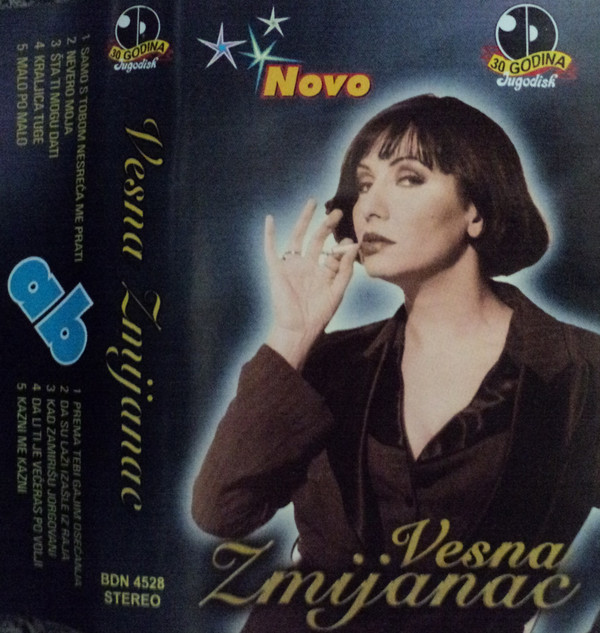 1 SAMO S TOBOM NESREĆA ME PRATI
2 NEVERO MOJA
3 ŠTA TI MOGU DATI
4 KRALJICA TUGE
5 MALO PO MALO
ab
1 PREMA TEBI GAJIM OSEĆANJA
2 DA SU LAŽI IZAŠLE IZ RAJA
3 KAO ZAMIRIŠU JORGOVANI
4 DA LI TI JE VEČERAS PO VOLJI
5 KAZNI ME KAZNI
30 GODINA
Jugodisk
Vesna Zmijanac
BDN 4528
STEREO
Novo
30 GODINA
Jugodisk
Vesna
Zmijanac